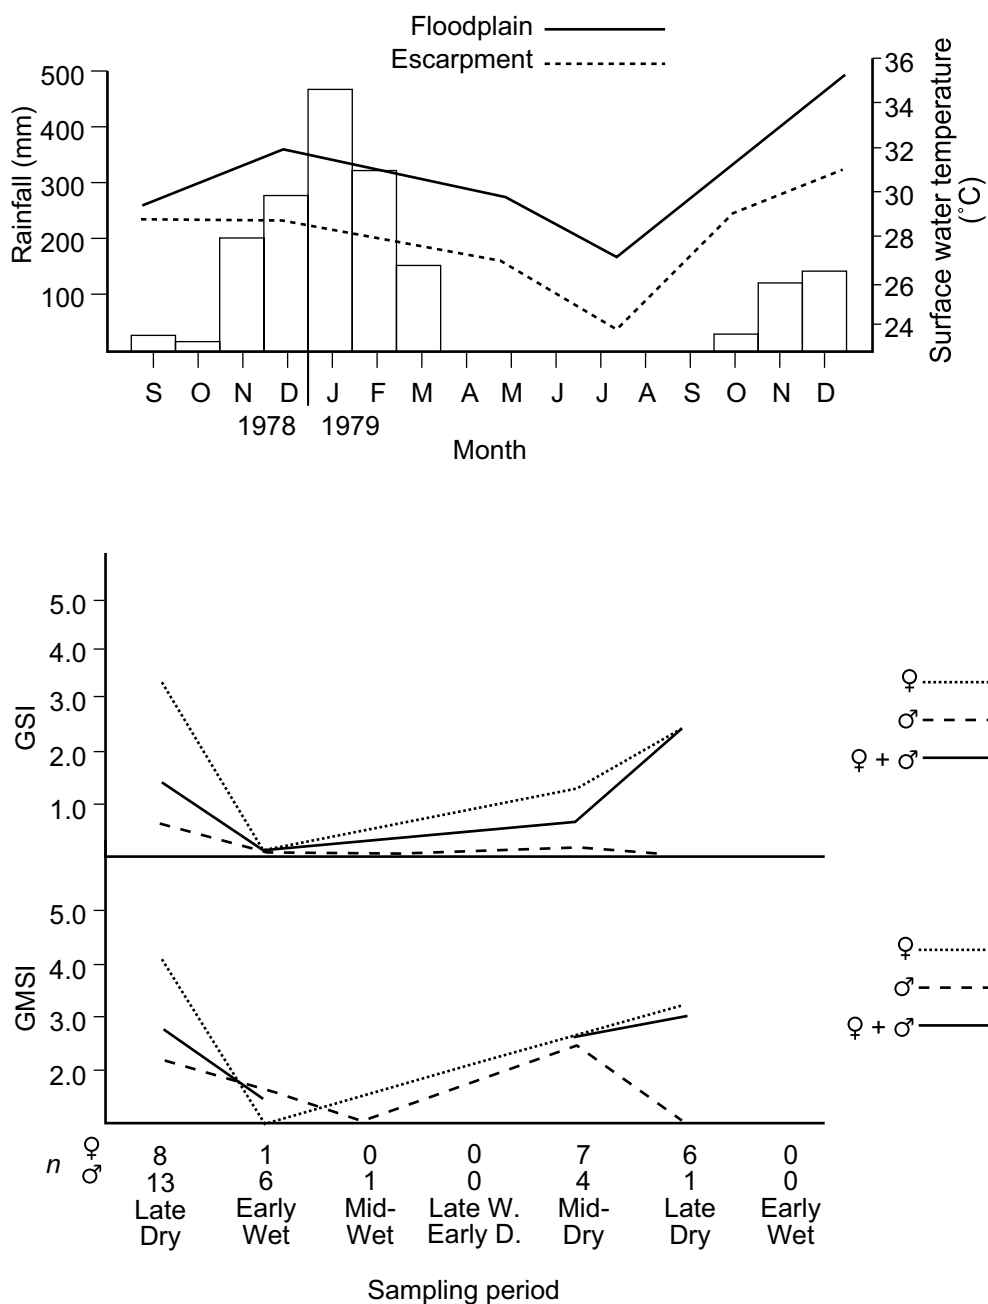 Floodplain
Escarpment
Rainfall (mm)
500
400
300
200
100
36
34
32
30
28
26
24
Surface water temperature
(˚C)
S O N D J F M A M J J A S O N D
1978 1979
Month
GSI
5.0
4.0
3.0
2.0
1.0
♀
♂
♀ + ♂
GMSI
5.0
4.0
3.0
2.0
♀
♂
♀ + ♂
n ♀ 8 1 0 0 7 6 0
♂ 13 6 1 0 4 1 0
Late Early Mid- Late W. Mid- Late Early
Dry Wet Wet Early D. Dry Dry Wet
Sampling period